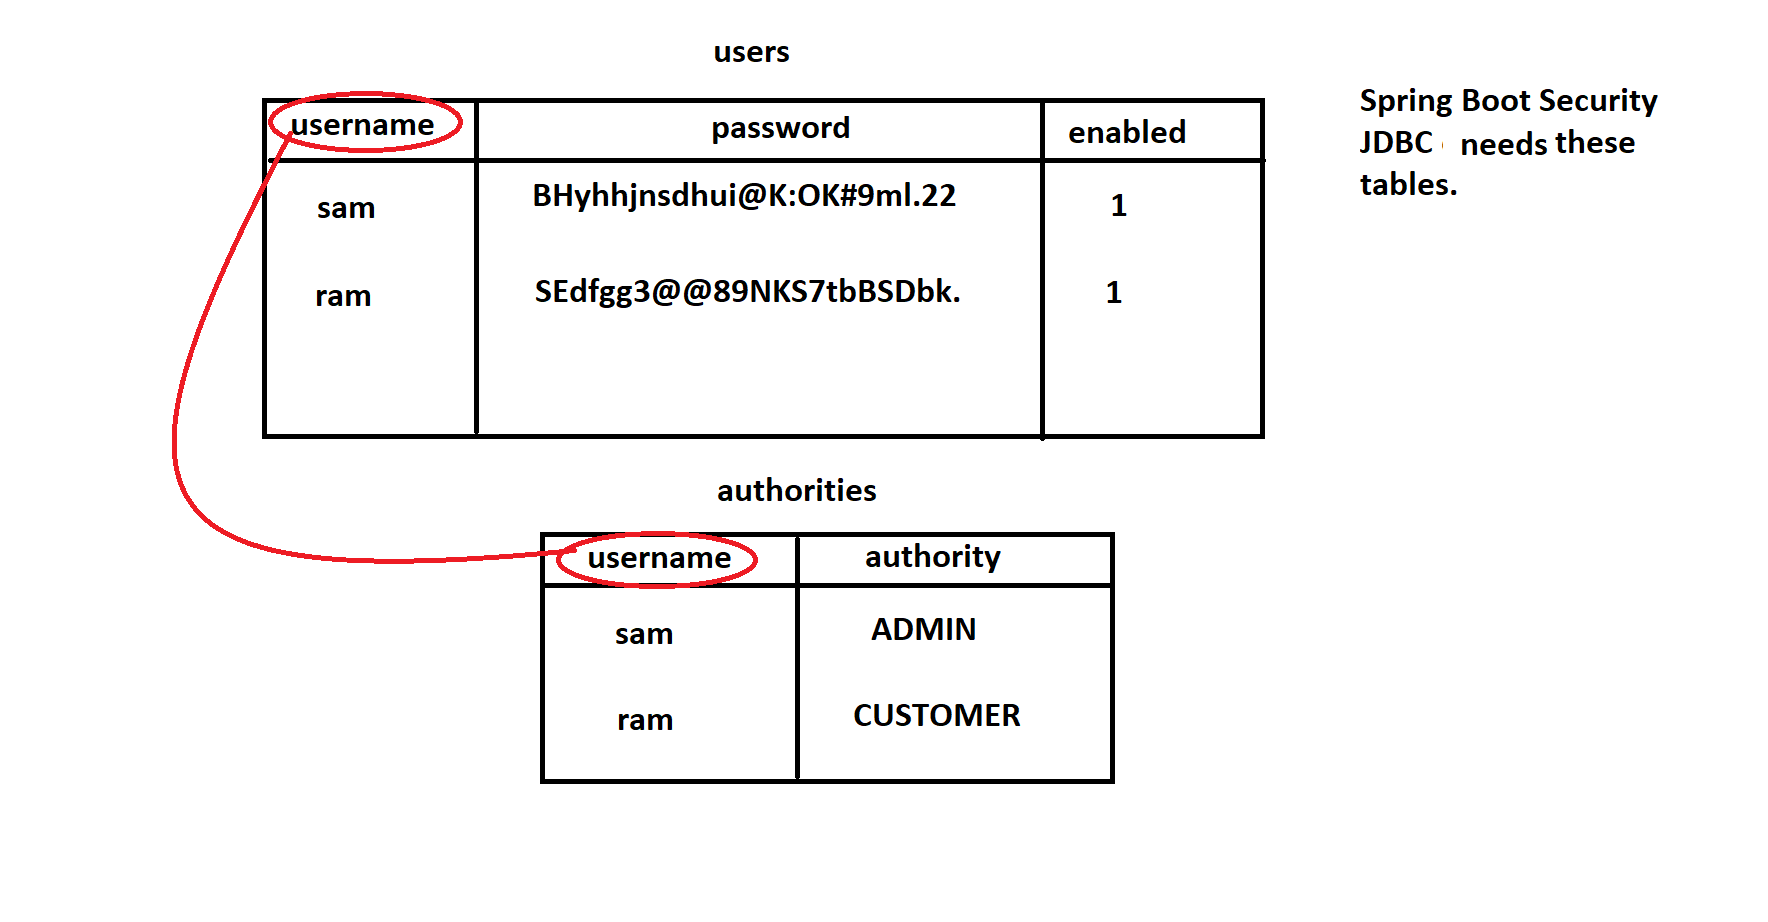 users
username password enabled
sam BHyhhjnsdhui@K:OK#9ml.22 1
ram SEdfgg3@@89NKS7tbBSDbk. 1
Spring Boot Security
JDBC needs these
tables.
authorities
username authority
sam ADMIN
ram CUSTOMER